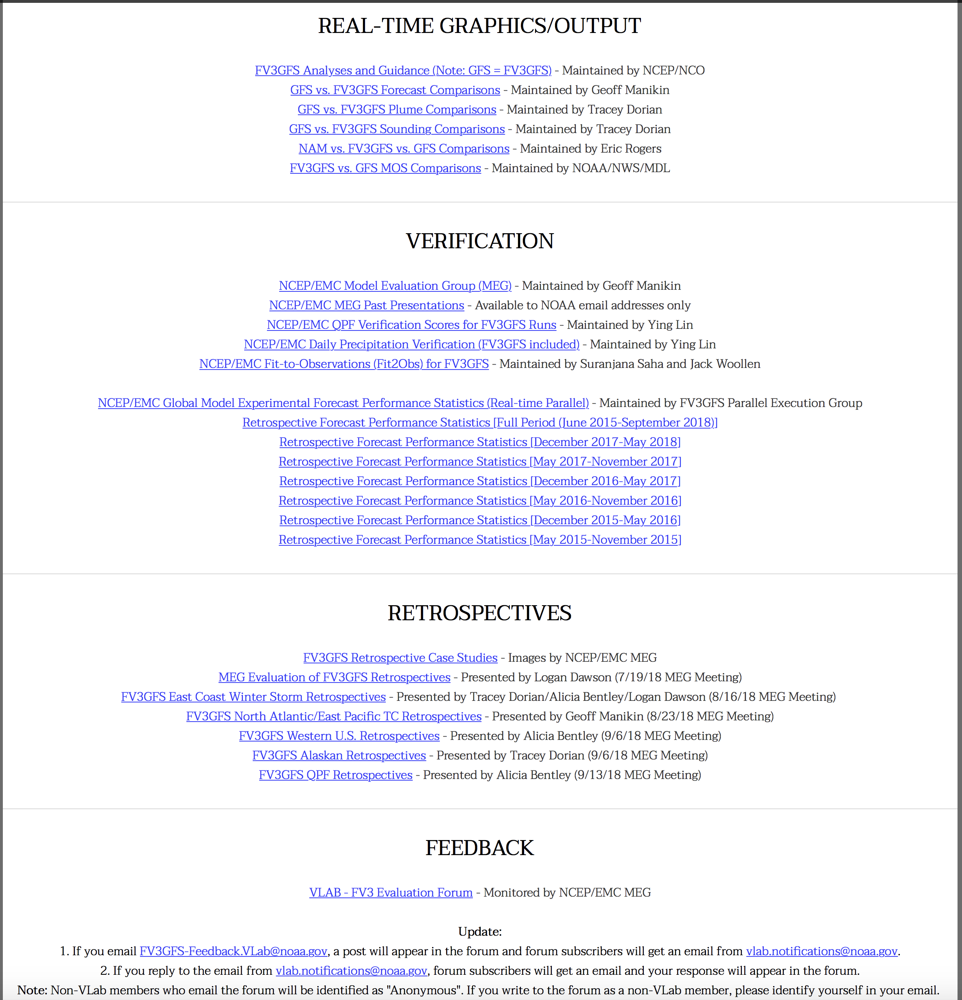 REAL-TIME GRAPHICS/OUTPUT
FV3GFS Analyses and Guidance (Note: GFS = FV3GFS) - Maintained by NCEP/NCO
GFS vs. FV3GFS Forecast Comparisons - Maintained by Geoff Manikin
GFS vs. FV3GFS Plume Comparisons - Maintained by Tracey Dorian
GFS vs. FV3GFS Sounding Comparisons - Maintained by Tracey Dorian
NAM vs. FV3GFS vs. GFS Comparisons - Maintained by Eric Rogers
FV3GFS vs. GFS MOS Comparisons - Maintained by NOAA/NWS/MDL
VERIFICATION
NCEP/EMC Model Evaluation Group (MEG) - Maintained by Geoff Manikin
NCEP/EMC MEG Past Presentations - Available to NOAA email addresses only
NCEP/EMC QPF Verification Scores for FV3GFS Runs - Maintained by Ying Lin
NCEP/EMC Daily Precipitation Verification (FV3GFS included) - Maintained by Ying Lin
NCEP/EMC Fit-to-Observations (Fit2Obs) for FV3GFS - Maintained by Suranjana Saha and Jack Woollen
NCEP/EMC Global Model Experimental Forecast Performance Statistics (Real-time Parallel) - Maintained by FV3GFS Parallel Execution Group
Retrospective Forecast Performance Statistics [Full Period (June 2015-September 2018)]
Retrospective Forecast Performance Statistics [December 2017-May 2018]
Retrospective Forecast Performance Statistics [May 2017-November 2017]
Retrospective Forecast Performance Statistics [December 2016-May 2017]
Retrospective Forecast Performance Statistics [May 2016-November 2016]
Retrospective Forecast Performance Statistics [December 2015-May 2016]
Retrospective Forecast Performance Statistics [May 2015-November 2015]
RETROSPECTIVES
FV3GFS Retrospective Case Studies - Images by NCEP/EMC MEG
MEG Evaluation of FV3GFS Retrospectives - Presented by Logan Dawson (7/19/18 MEG Meeting)
FV3GFS East Coast Winter Storm Retrospectives - Presented by Tracey Dorian/Alicia Bentley/Logan Dawson (8/16/18 MEG Meeting)
FV3GFS North Atlantic/East Pacific TC Retrospectives - Presented by Geoff Manikin (8/23/18 MEG Meeting)
FV3GFS Western U.S. Retrospectives - Presented by Alicia Bentley (9/6/18 MEG Meeting)
FV3GFS Alaskan Retrospectives - Presented by Tracey Dorian (9/6/18 MEG Meeting)
FV3GFS QPF Retrospectives - Presented by Alicia Bentley (9/13/18 MEG Meeting)
FEEDBACK
VLAB - FV3 Evaluation Forum - Monitored by NCEP/EMC MEG
Update:
1. If you email FV3GFS-Feedback.VLab@noaa.gov, a post will appear in the forum and forum subscribers will get an email from vlab.notifications@noaa.gov.
2. If you reply to the email from vlab.notifications@noaa.gov, forum subscribers will get an email and your response will appear in the forum.
Note: Non-VLab members who email the forum will be identified as "Anonymous". If you write to the forum as a non-VLab member, please identify yourself in your email.